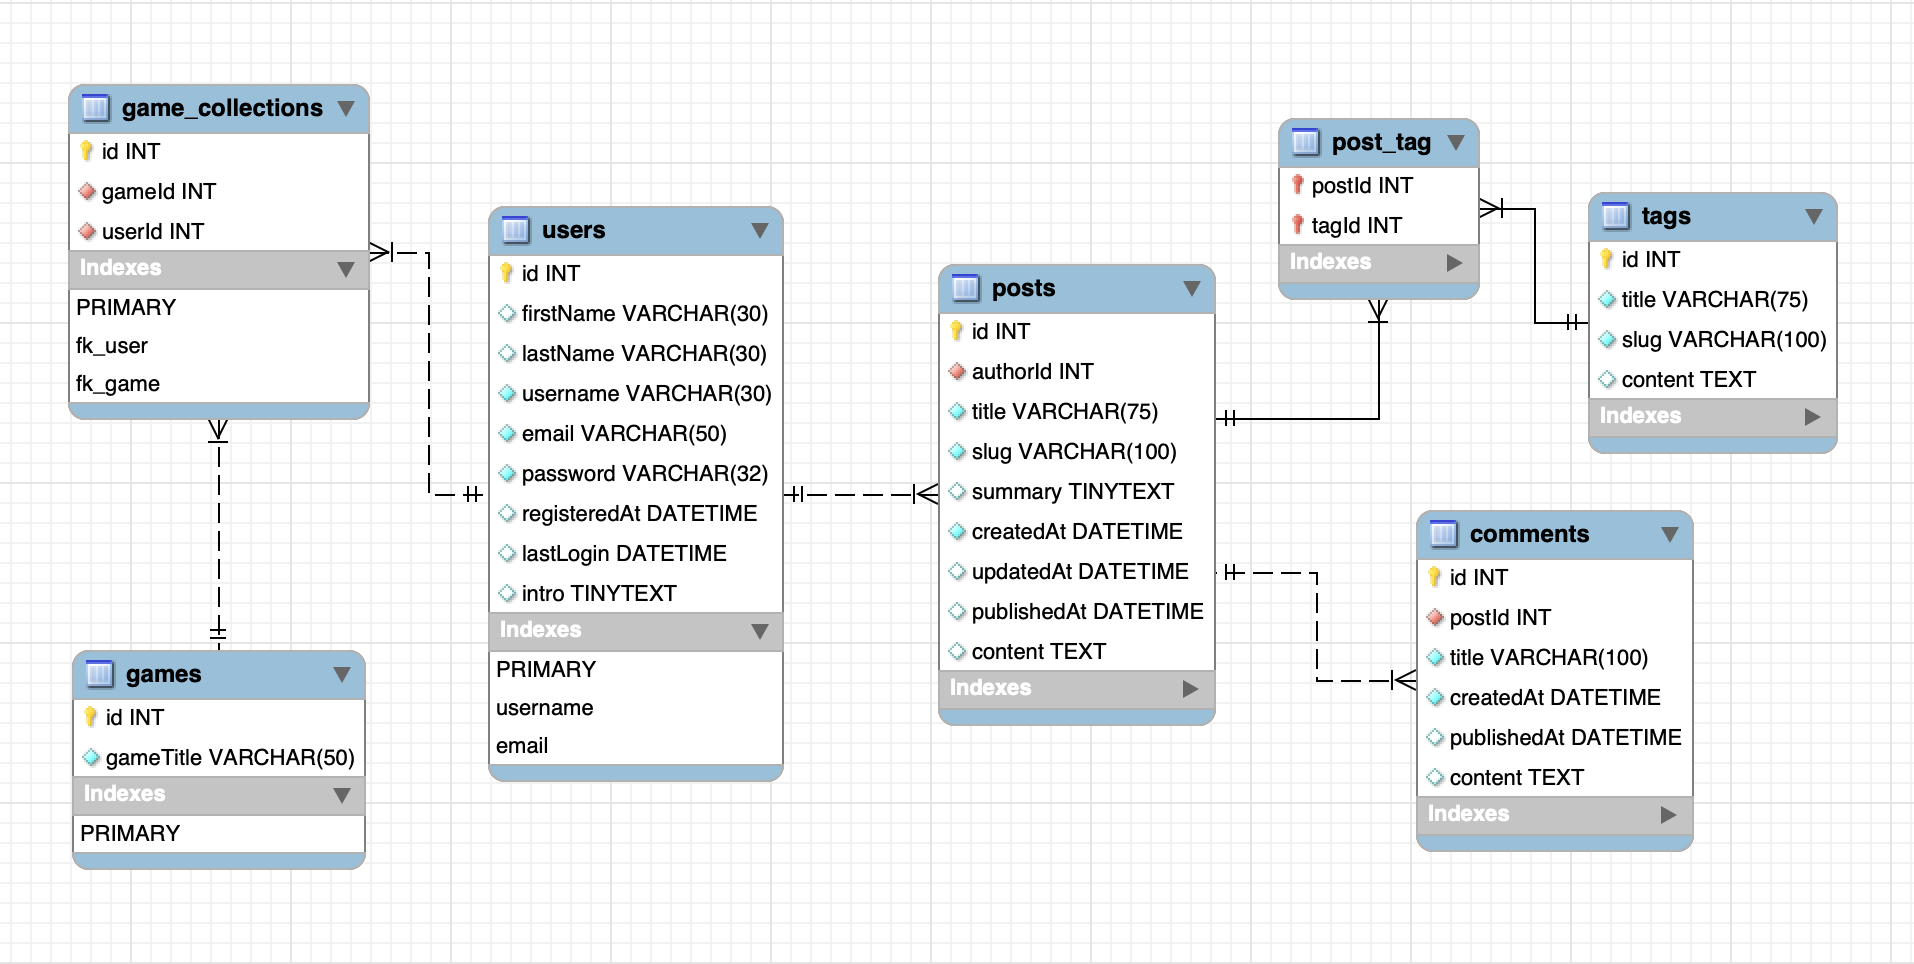 game_collections
id INT
gameId INT
userId INT
Indexes
PRIMARY
fk_user
fk_game
games
id INT
gameTitle VARCHAR(50)
Indexes
PRIMARY
users
id INT
firstName VARCHAR(30)
lastName VARCHAR(30)
username VARCHAR(30)
email VARCHAR(50)
password VARCHAR(32)
registeredAt DATETIME
lastLogin DATETIME
intro TINYTEXT
Indexes
PRIMARY
username
email
posts
id INT
authorId INT
title VARCHAR(75)
slug VARCHAR(100)
summary TINYTEXT
createdAt DATETIME
updatedAt DATETIME
publishedAt DATETIME
content TEXT
Indexes
post_tag
postId INT
tagId INT
Indexes
tags
id INT
title VARCHAR(75)
slug VARCHAR(100)
content TEXT
Indexes
comments
id INT
postId INT
title VARCHAR(100)
createdAt DATETIME
publishedAt DATETIME
content TEXT
Indexes